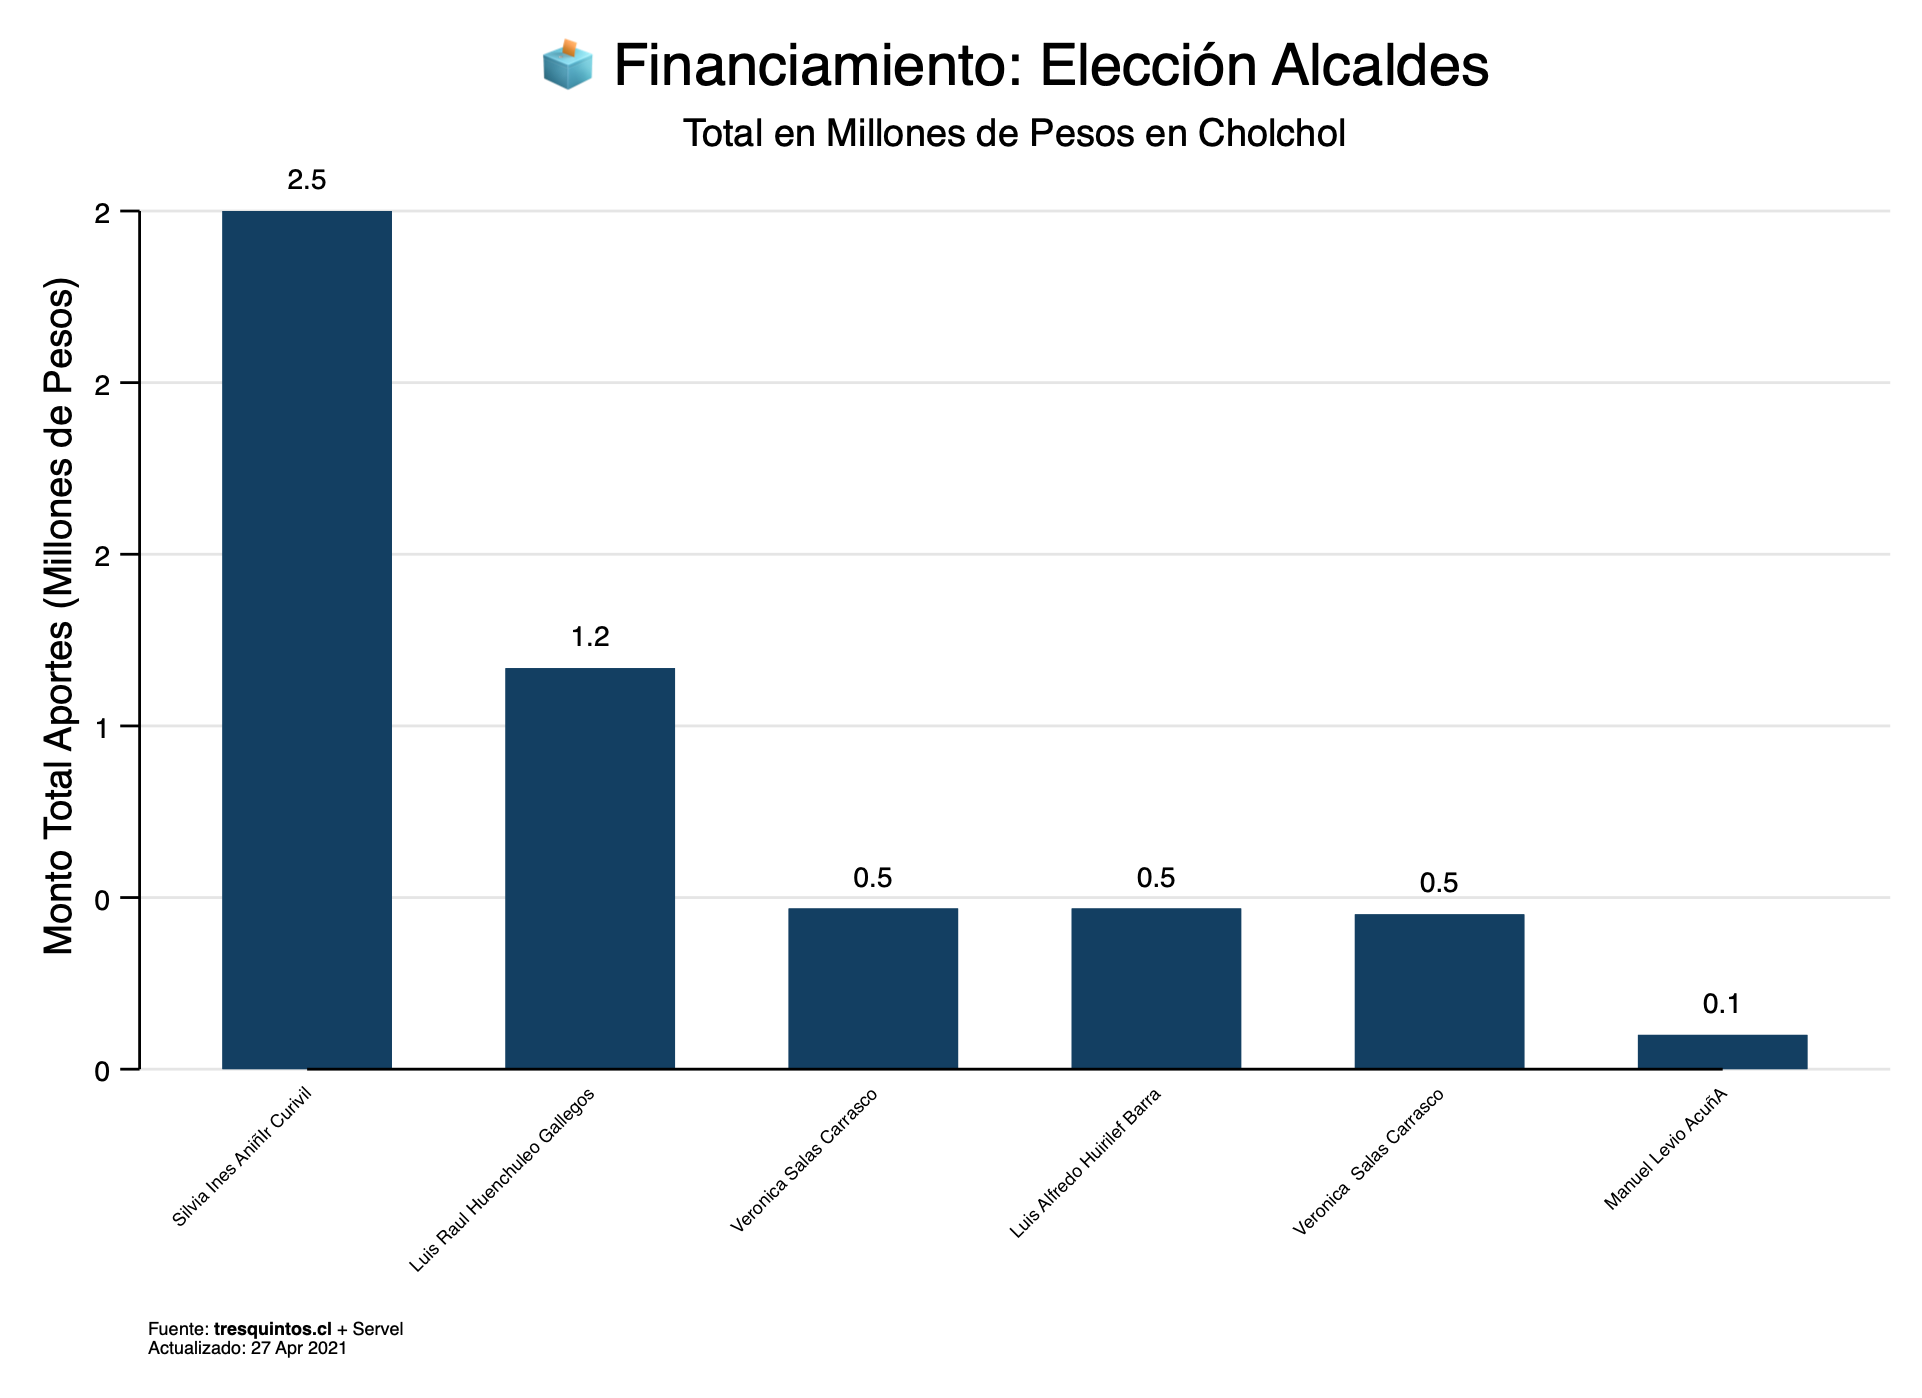 Financiamiento: Elección Alcaldes
Total en Millones de Pesos en Cholchol
Monto Total Aportes (Millones de Pesos)
2
2
2
1
0
0
2.5
1.2
0.5
0.5
0.5
0.1
Silvia Ines Aniñir Curivil
Luis Raul Huenchuleo Gallegos
Veronica Salas Carrasco
Luis Alfredo Huirilef Barra
Veronica  Salas Carrasco
Manuel Levio AcuñA
Fuente: tresquintos.cl + Servel
Actualizado: 27 Apr 2021